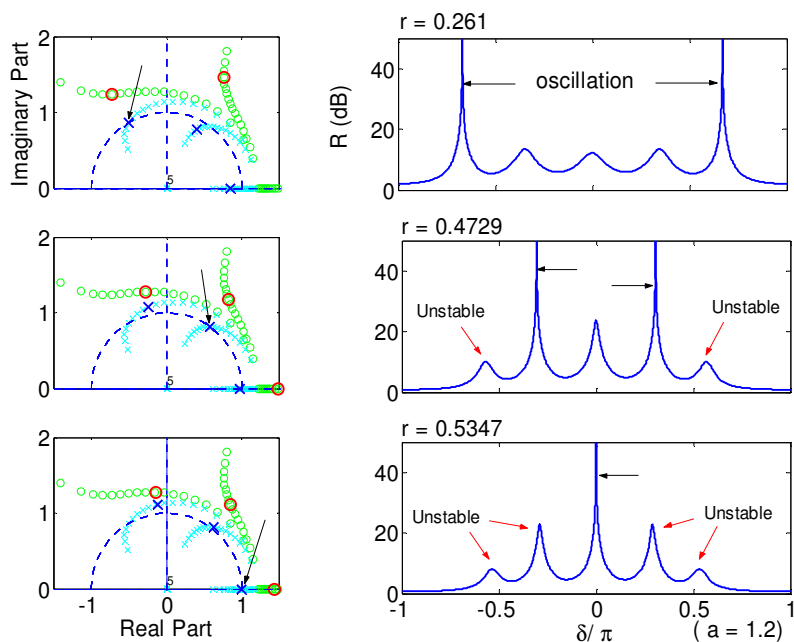 r = 0.261
2
1
0
Imaginary Part
5
R (dB)
40
20
0
oscillation
r = 0.4729
2
1
0
5
40
20
0
Unstable
Unstable
r = 0.5347
2
1
0
5
-1
0
1
Real Part
40
20
0
Unstable
Unstable
-1
-0.5
0
0.5
1
δ/ π
( a = 1.2)